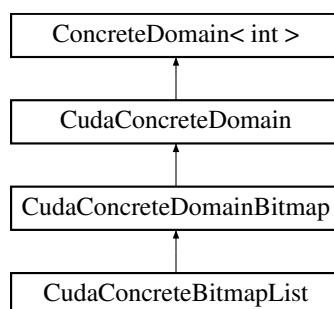 ConcreteDomain< int >
CudaConcreteDomain
CudaConcreteDomainBitmap
CudaConcreteBitmapList